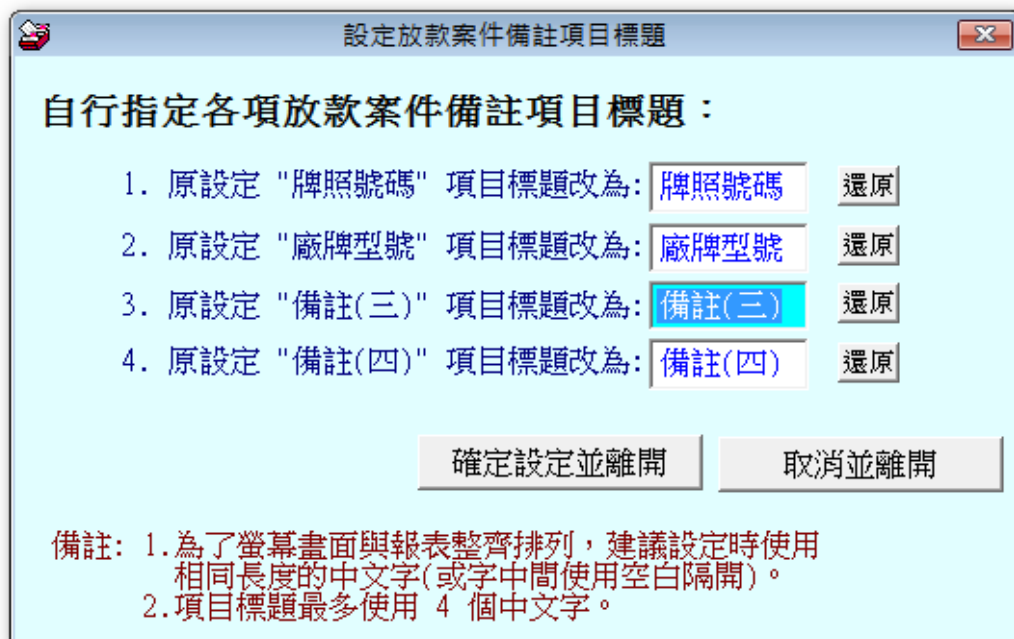 設定放款案件備註項目標題
自行指定各項放款案件備註項目標題：
1. 原設定 "牌照號碼" 項目標題改為: 牌照號碼 還原
2. 原設定 "廠牌型號" 項目標題改為: 廠牌型號 還原
3. 原設定 "備註(三)" 項目標題改為: 備註(三) 還原
4. 原設定 "備註(四)" 項目標題改為: 備註(四) 還原
確定設定並離開 取消並離開
備註: 1.為了螢幕畫面與報表整齊排列，建議設定時使用
相同長度的中文字(或字中間使用空白隔開)。
2.項目標題最多使用 4 個中文字。